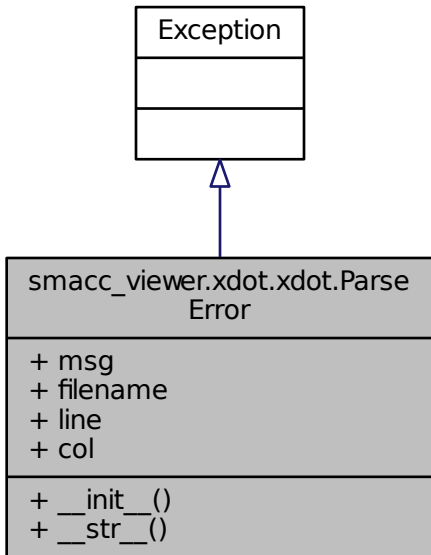 Exception
smacc_viewer.xdot.xdot.Parse
Error
+ msg
+ filename
+ line
+ col
+ __init__()
+ __str__()